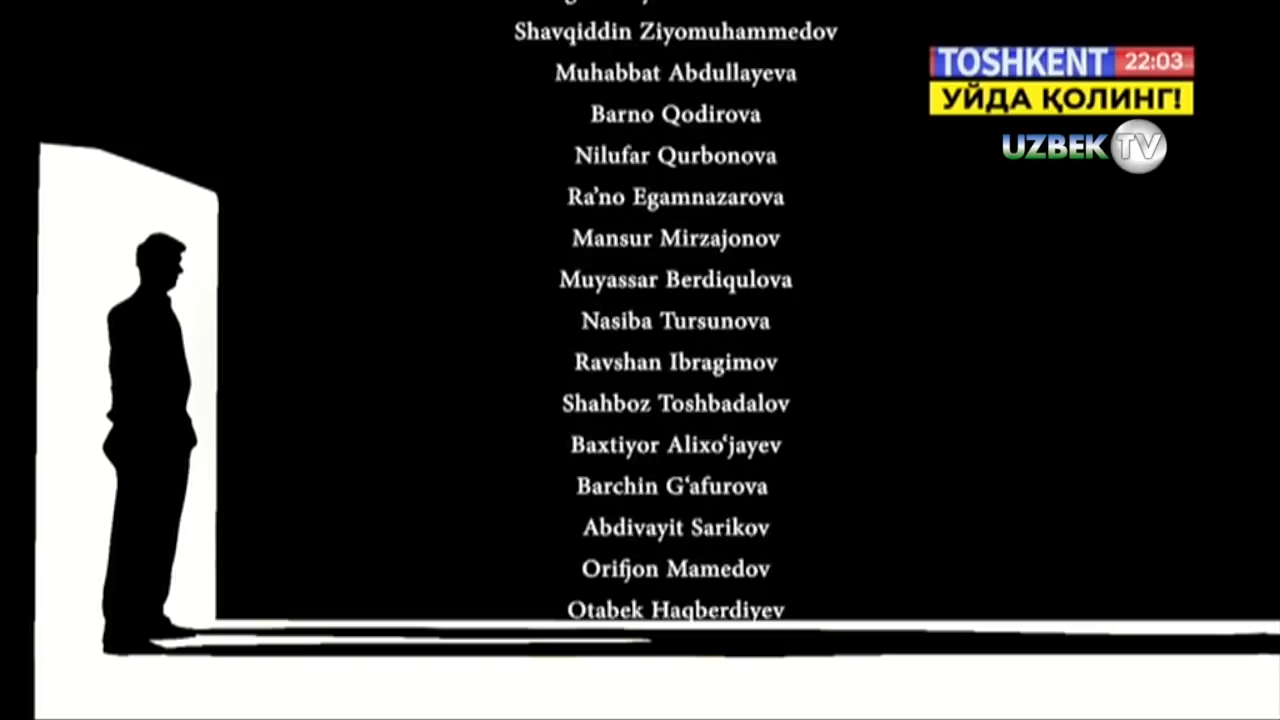 Shavqiddin Ziyomuhammedov
Muhabbat Abdullayeva
Barno Qodirova
Nilufar Qurbonova
Ra’no Egamnazarova
Mansur Mirzajonov
Muyassar Berdiqulova
Nasiba Tursunova
Ravshan Ibragimov
Shahboz Toshbadalov
Baxtiyor Alixo‘jayev
Barchin G‘afurova
Abdivayit Sarikov
Orifjon Mamedov
Otabek Haqberdiyev
TOSHKENT 22:03
УЙДА ҚОЛИНГ!
UZBEK TV